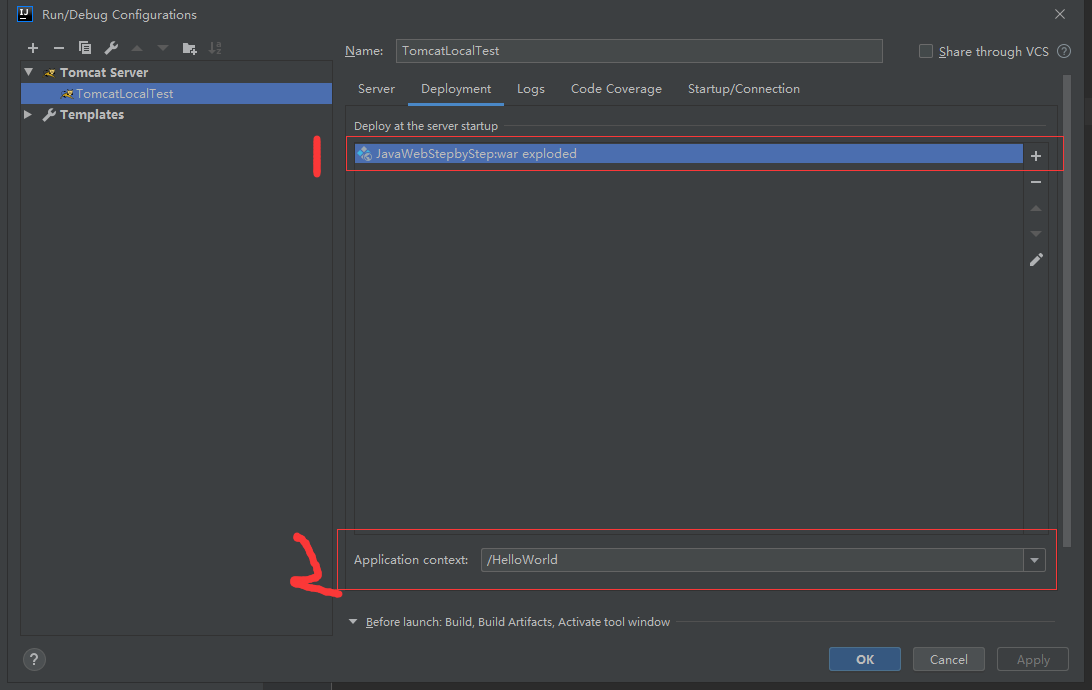 Run/Debug Configurations
Name: TomcatLocalTest
Share through VCS ?
Tomcat Server
TomcatLocalTest
Templates
Server Deployment Logs Code Coverage Startup/Connection
Deploy at the server startup
1
JavaWebStepbyStep:war exploded
2
Application context: /HelloWorld
Before launch: Build, Build Artifacts, Activate tool window
? OK Cancel Apply